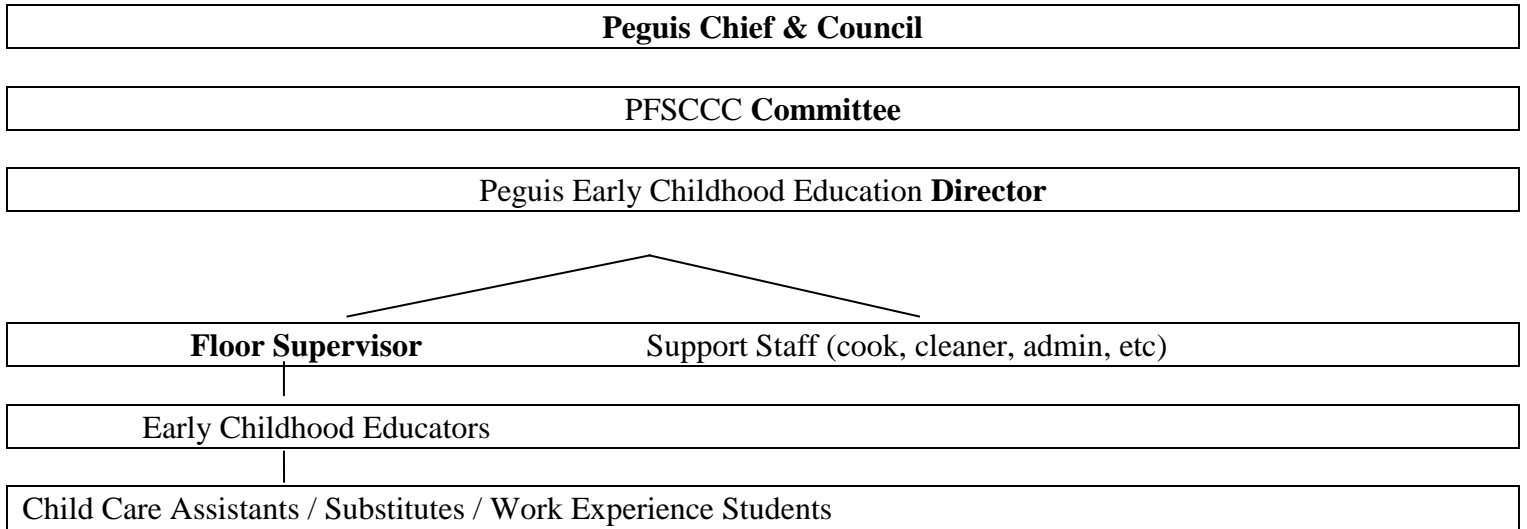 Peguis Chief & Council
PFSCCC Committee
Peguis Early Childhood Education Director
Floor Supervisor Support Staff (cook, cleaner, admin, etc)
Early Childhood Educators
Child Care Assistants / Substitutes / Work Experience Students